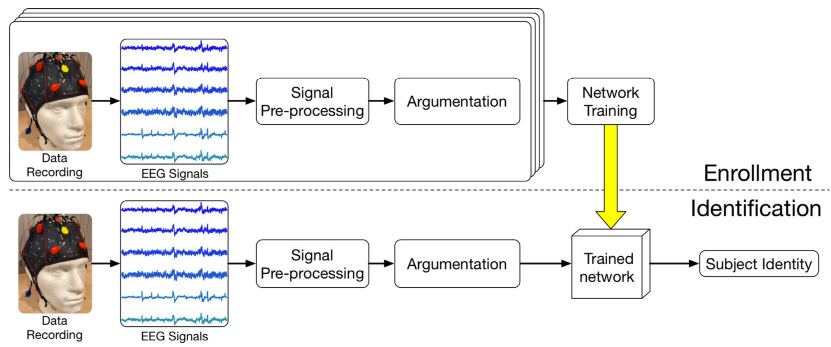 Signal
Pre-processing
Argumentation
Network
Training
Data
Recording
EEG Signals
Enrollment
Identification
Signal
Pre-processing
Argumentation
Trained
network
Subject Identity
Data
Recording
EEG Signals